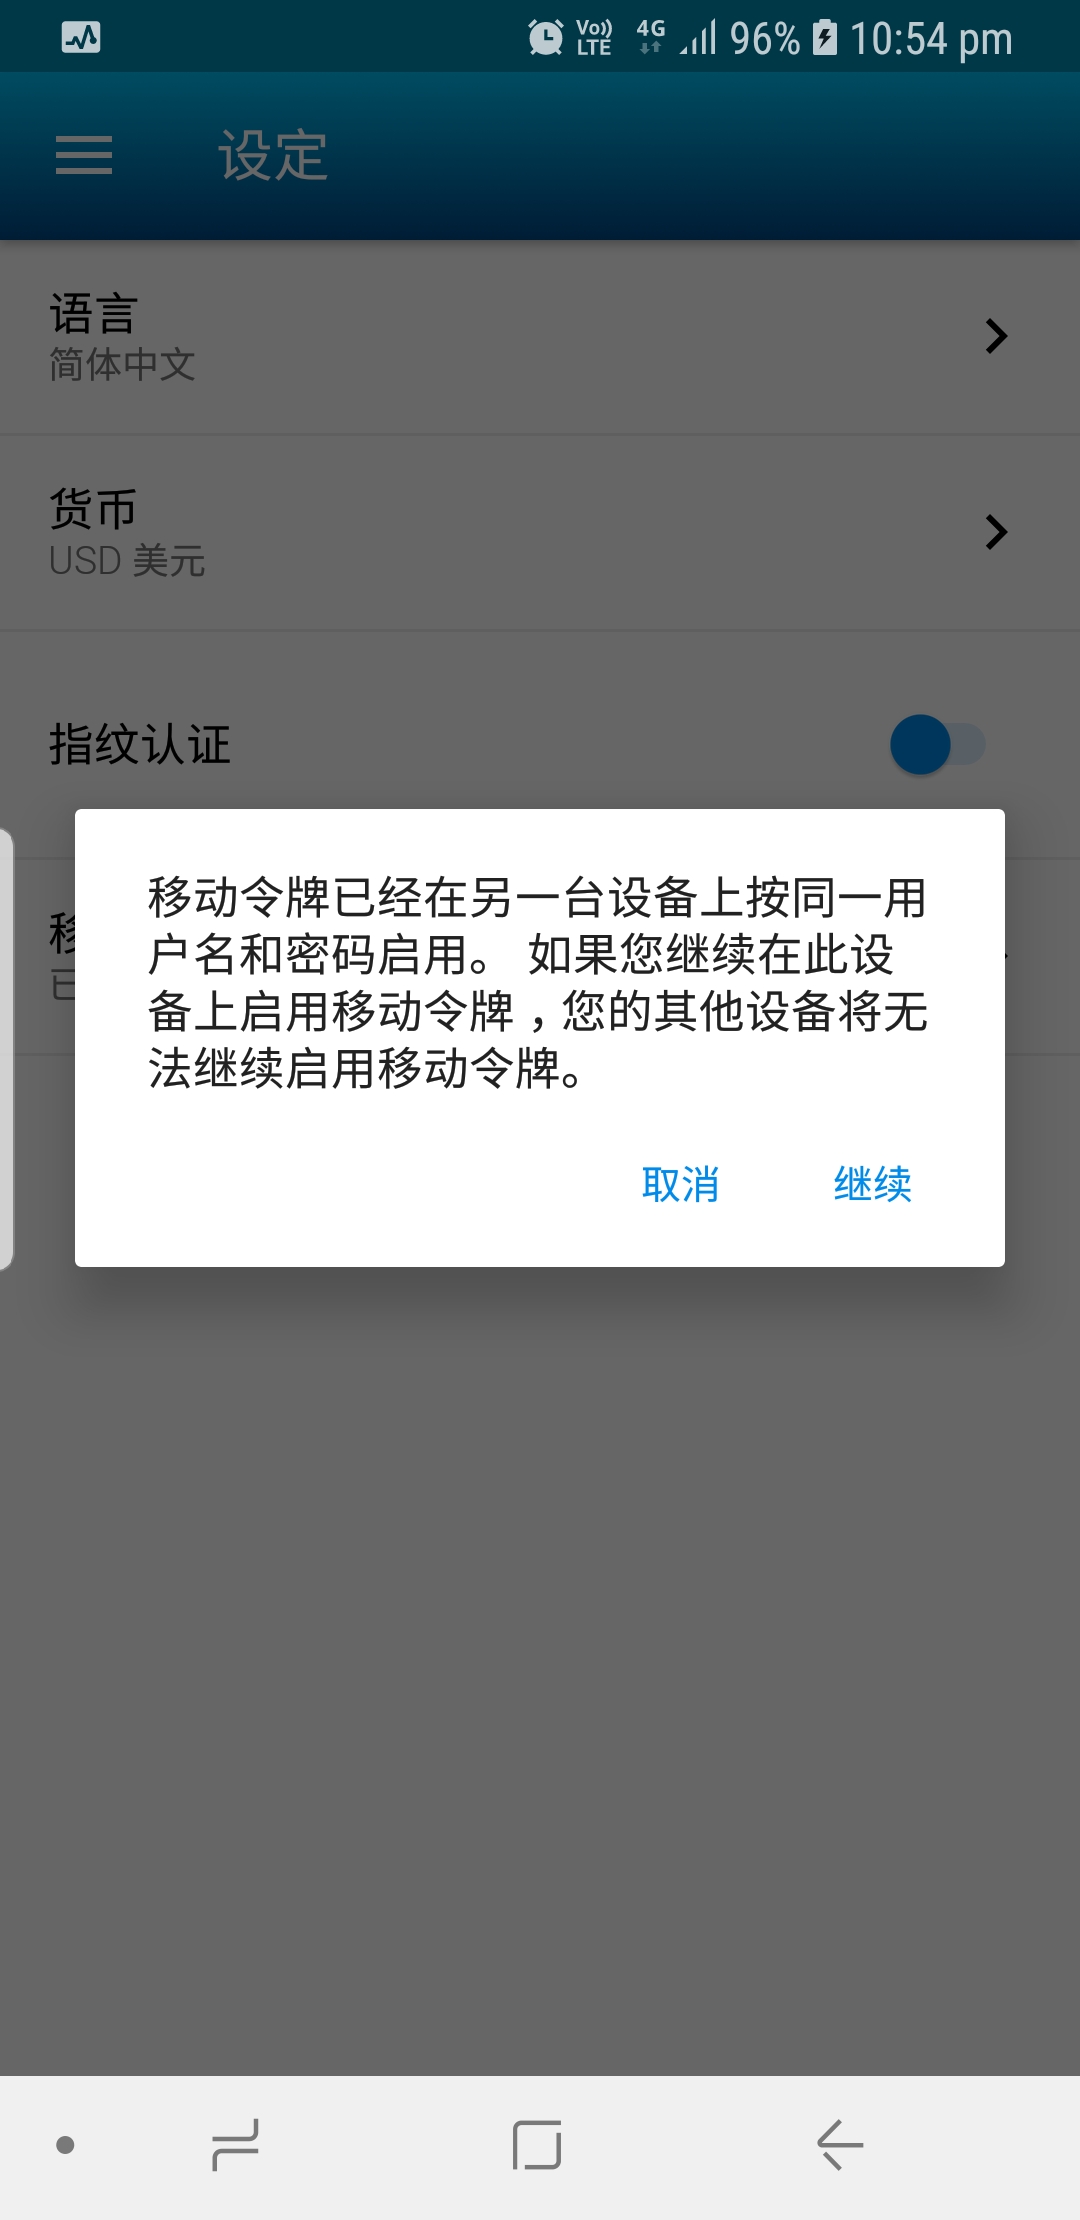 Vo)) LTE 4G 96% 10:54 pm
设定
语言
简体中文
货币
USD 美元
指纹认证
移动令牌已经在另一台设备上按同一用
户名和密码启用。 如果您继续在此设
备上启用移动令牌，您的其他设备将无
法继续启用移动令牌。
取消 继续